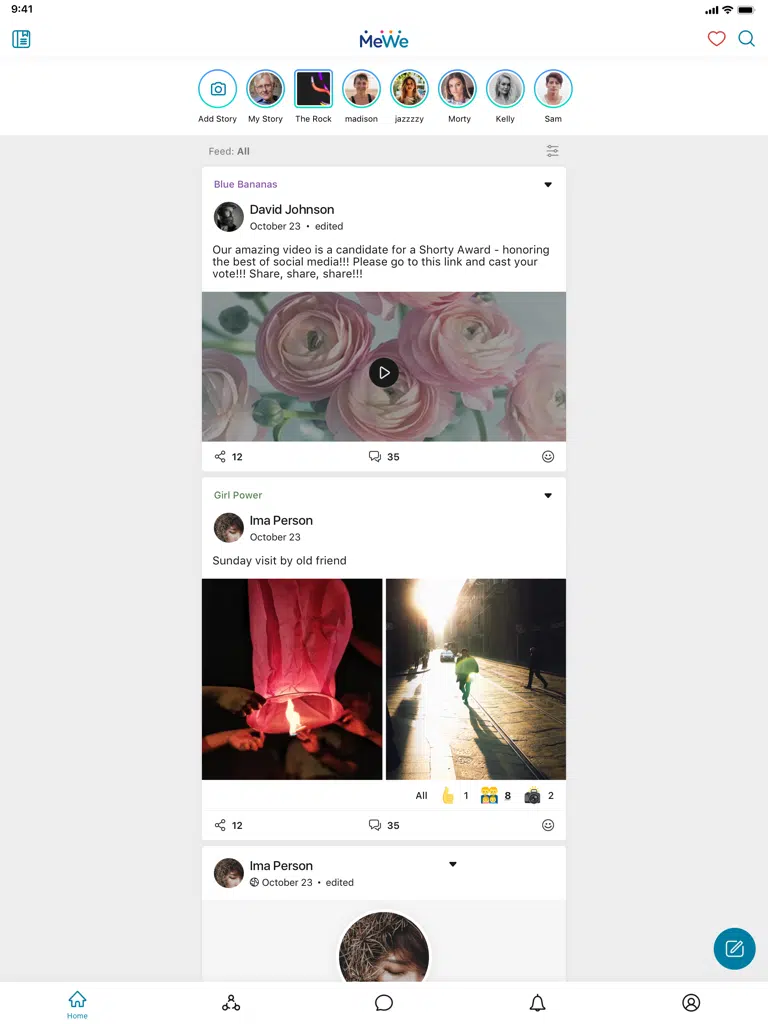 9:41
MeWe
Add Story
My Story
The Rock
madison
jazzzzy
Morty
Kelly
Sam
Feed: All
Blue Bananas
David Johnson
October 23 • edited
Our amazing video is a candidate for a Shorty Award - honoring
the best of social media!!! Please go to this link and cast your
vote!!! Share, share, share!!!
12
35
Girl Power
Ima Person
October 23
Sunday visit by old friend
All 1 8 2
12
35
Ima Person
October 23 • edited
Home